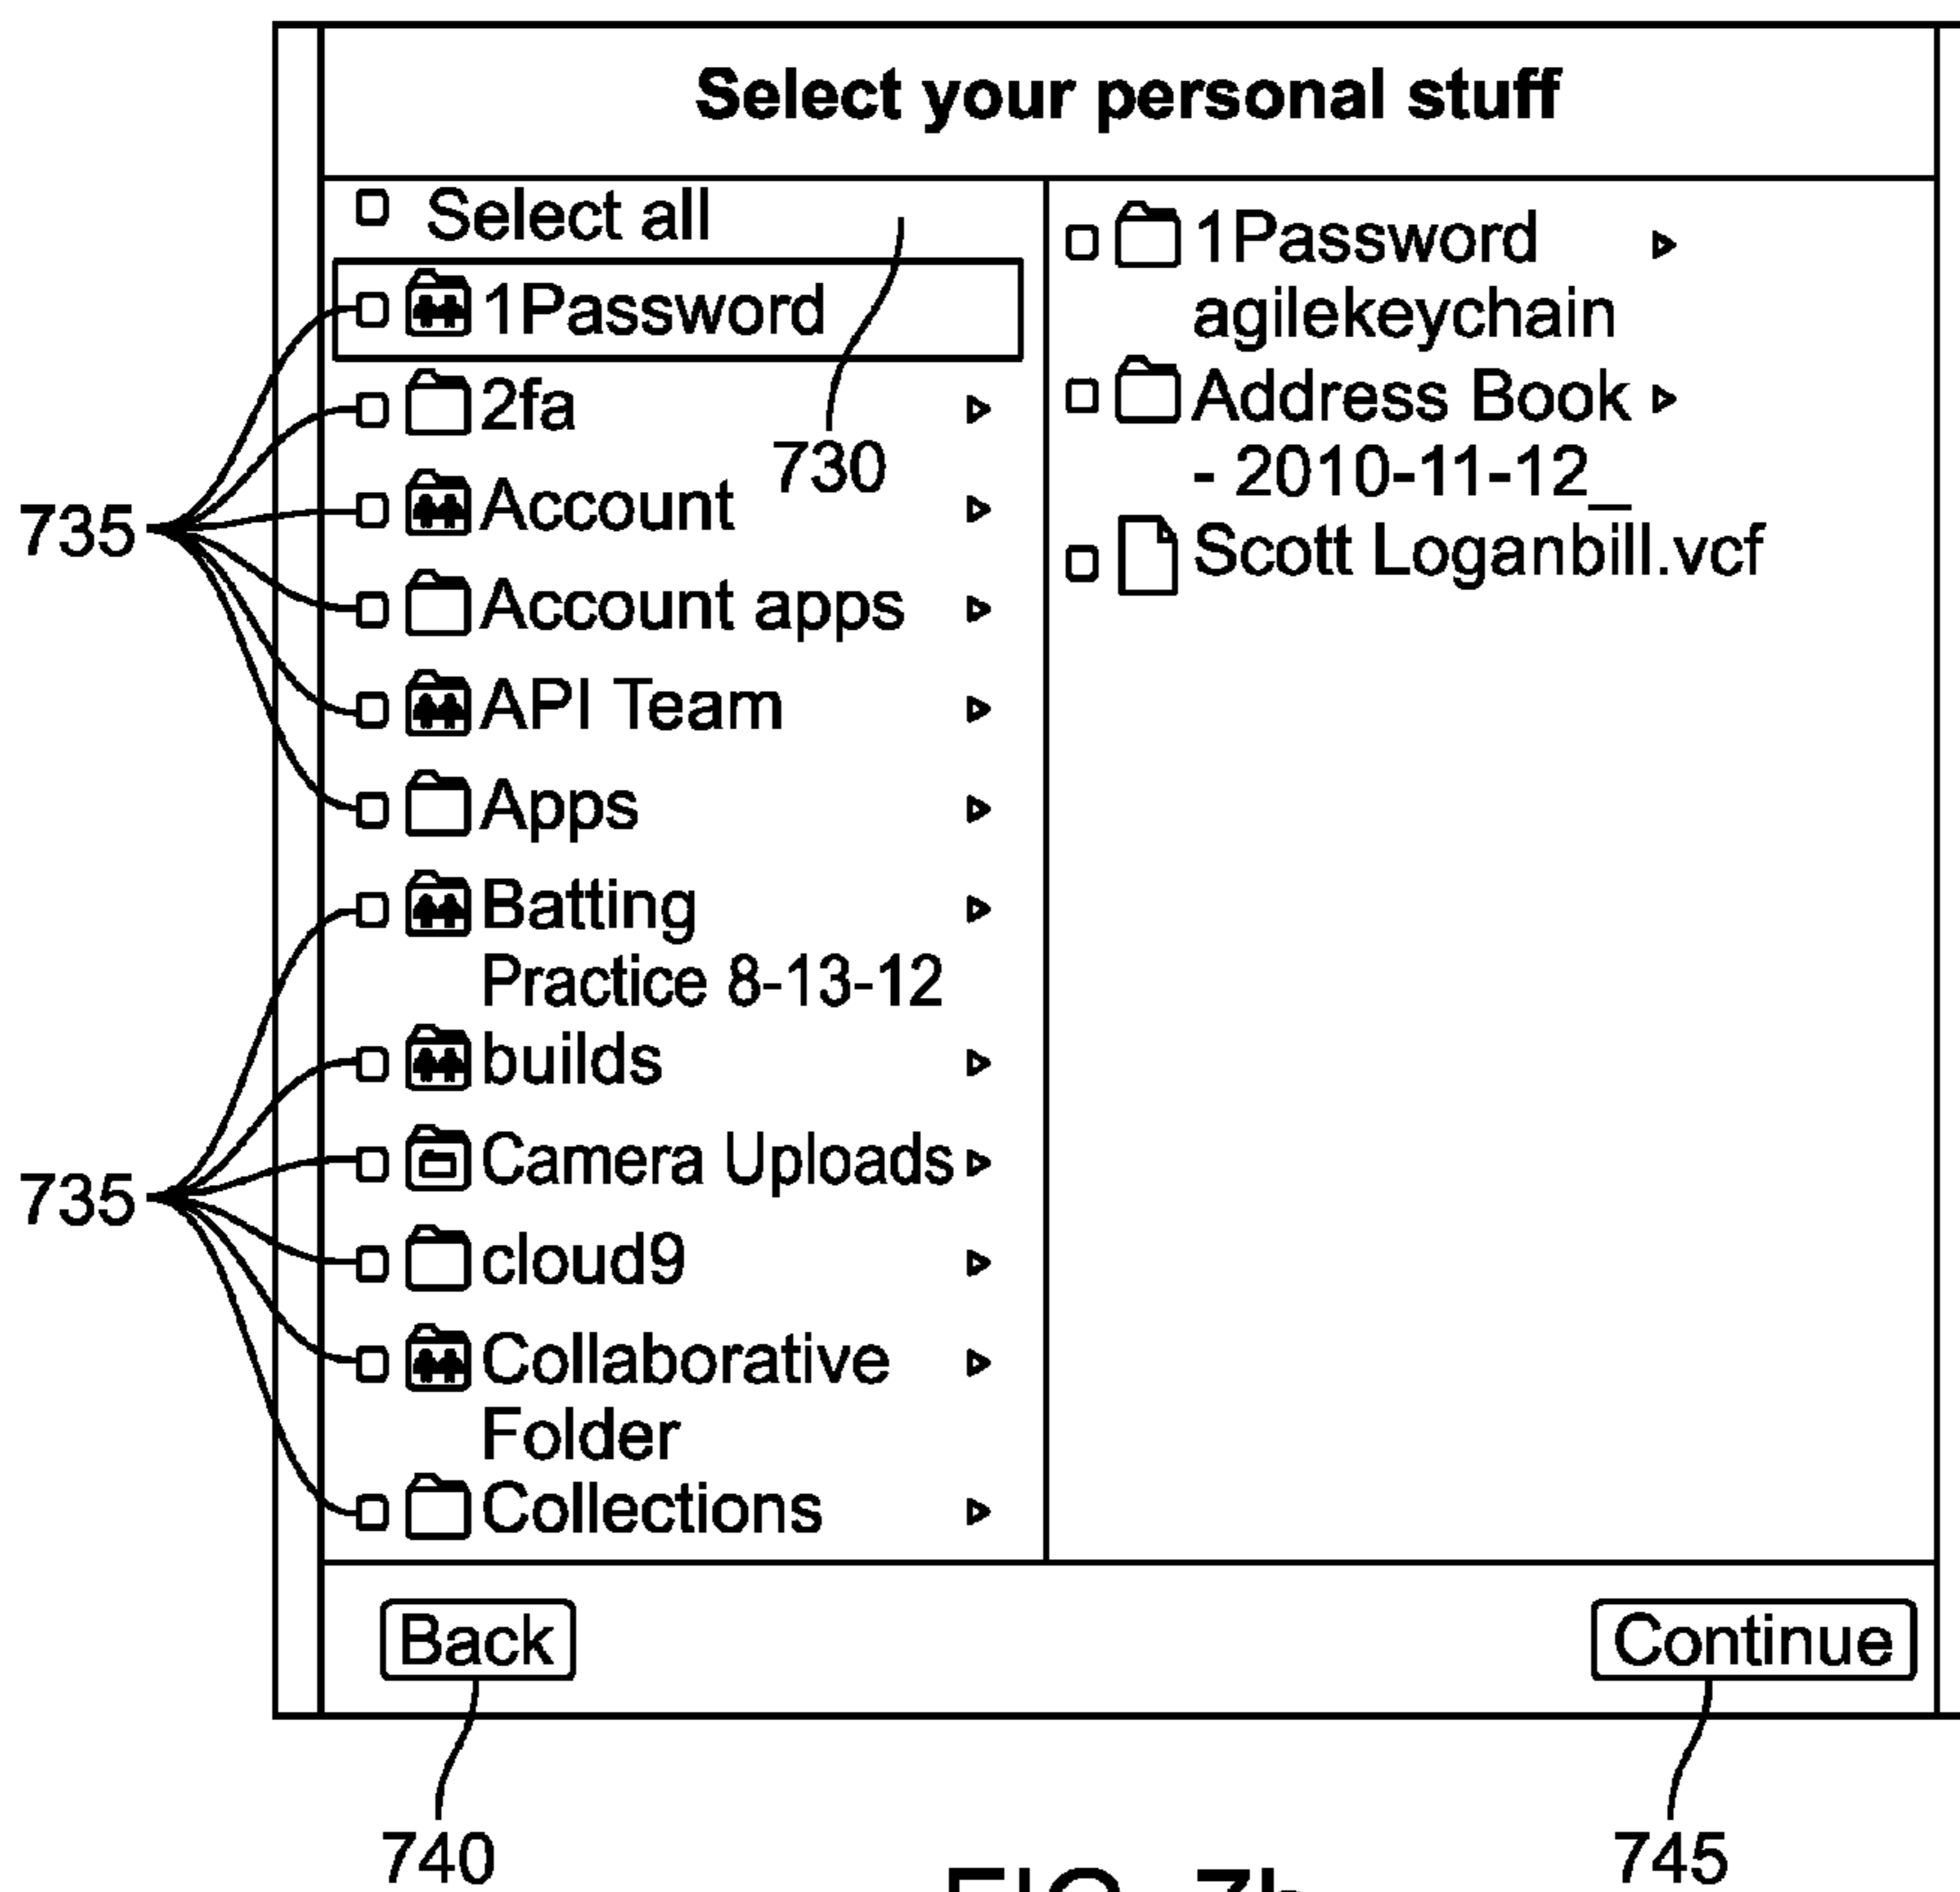 Select your personal stuff
Select all
1Password
2fa
730
Account
Account apps
API Team
Apps
Batting
Practice 8-13-12
builds
Camera Uploads
cloud9
Collaborative
Folder
Collections
735
735
1Password
agilekeychain
Address Book
- 2010-11-12_
Scott Loganbill.vcf
Back
Continue
740
745